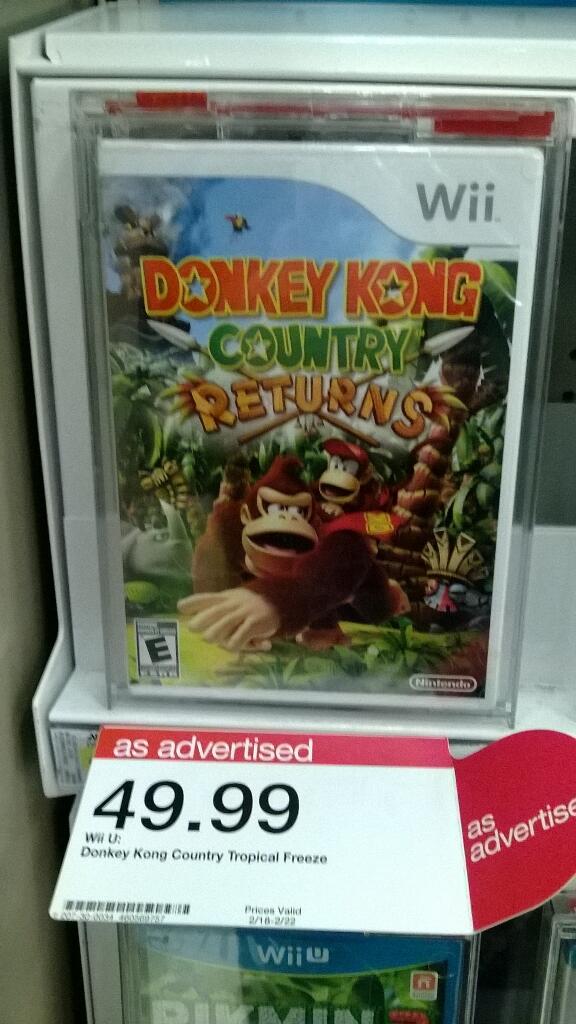 Wii
DONKEY KONG
COUNTRY
RETURNS
E
Nintendo
as advertised
49.99
Wii U:
Donkey Kong Country Tropical Freeze
Prices Valid
2/16-2/22
as
advertise
Wii U
PIKMIN